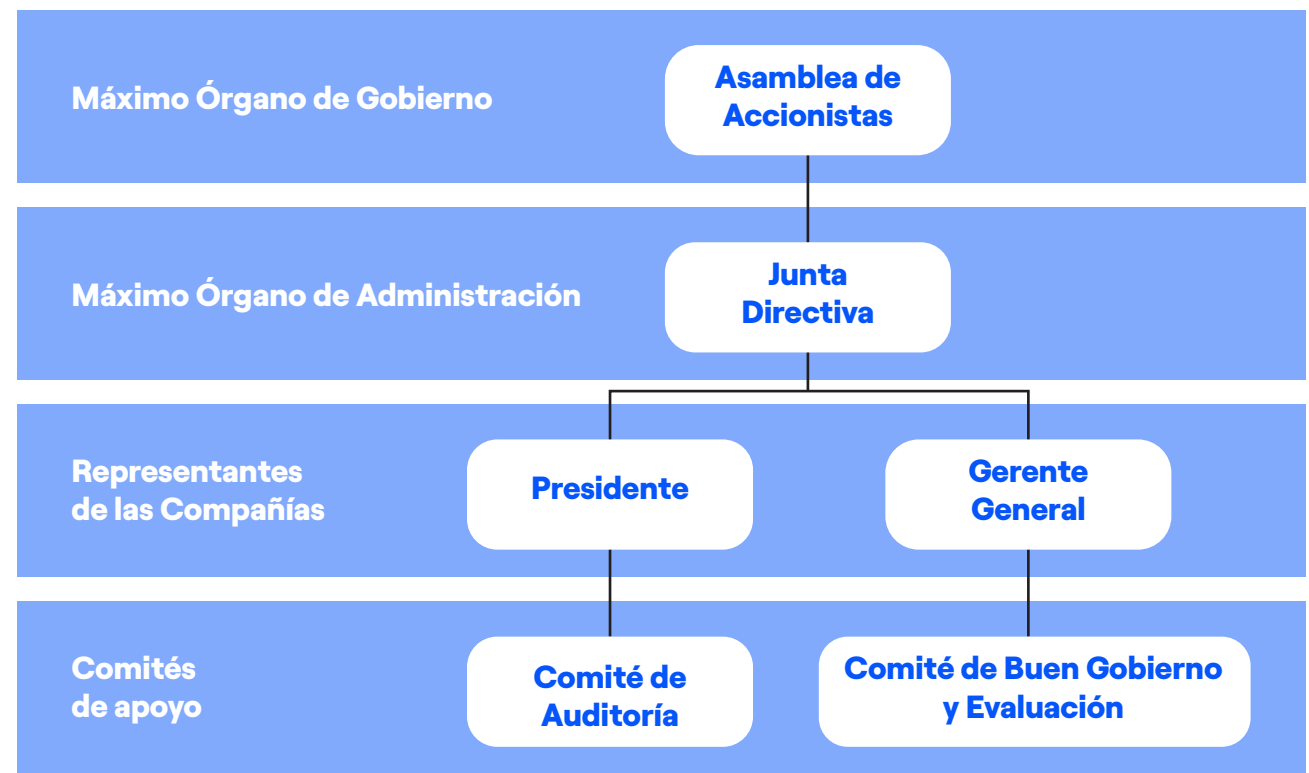 Máximo Órgano de Gobierno
Asamblea de
Accionistas
Máximo Órgano de Administración
Junta
Directiva
Representantes
de las Compañías
Presidente
Gerente
General
Comités
de apoyo
Comité de
Auditoría
Comité de Buen Gobierno
y Evaluación